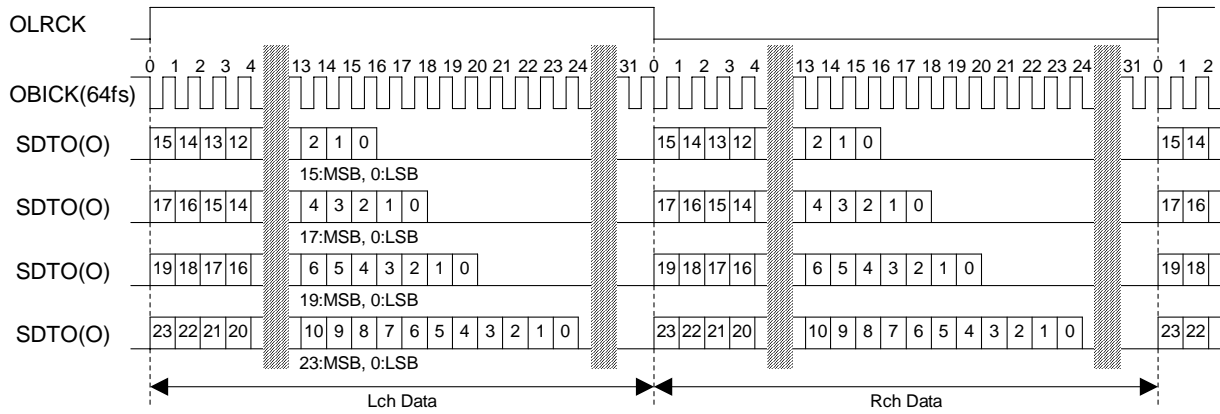 OLRCK
0 1 2 3 4 13 14 15 16 17 18 19 20 21 22 23 24 31 0 1 2 3 4 13 14 15 16 17 18 19 20 21 22 23 24 31 0 1 2
OBICK(64fs)
SDTO(O) 15 14 13 12 2 1 0 15 14 13 12 2 1 0 15 14
15:MSB, 0:LSB
SDTO(O) 17 16 15 14 4 3 2 1 0 17 16 15 14 4 3 2 1 0 17 16
17:MSB, 0:LSB
SDTO(O) 19 18 17 16 6 5 4 3 2 1 0 19 18 17 16 6 5 4 3 2 1 0 19 18
19:MSB, 0:LSB
SDTO(O) 23 22 21 20 10 9 8 7 6 5 4 3 2 1 0 23 22 21 20 10 9 8 7 6 5 4 3 2 1 0 23 22
23:MSB, 0:LSB
Lch Data Rch Data